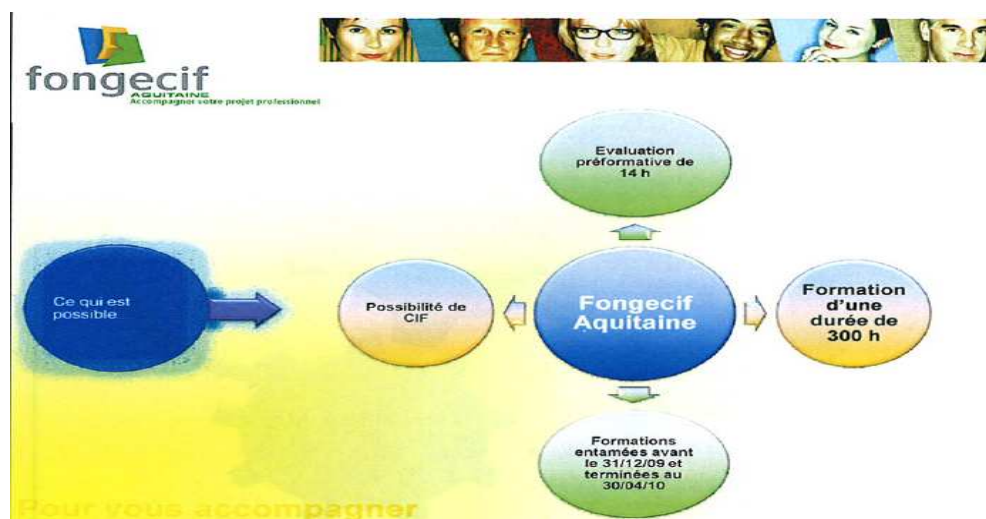 fongecif
AQUITAINE
Accompagner votre projet professionnel
Evaluation
préformative de
14 h
Ce qui est
possible
Possibilité de
CIF
Fongecif
Aquitaine
Formation
d'une
durée de
300 h
Formations
entamées avant
le 31/12/09 et
terminées au
30/04/10
Pour vous accompagner